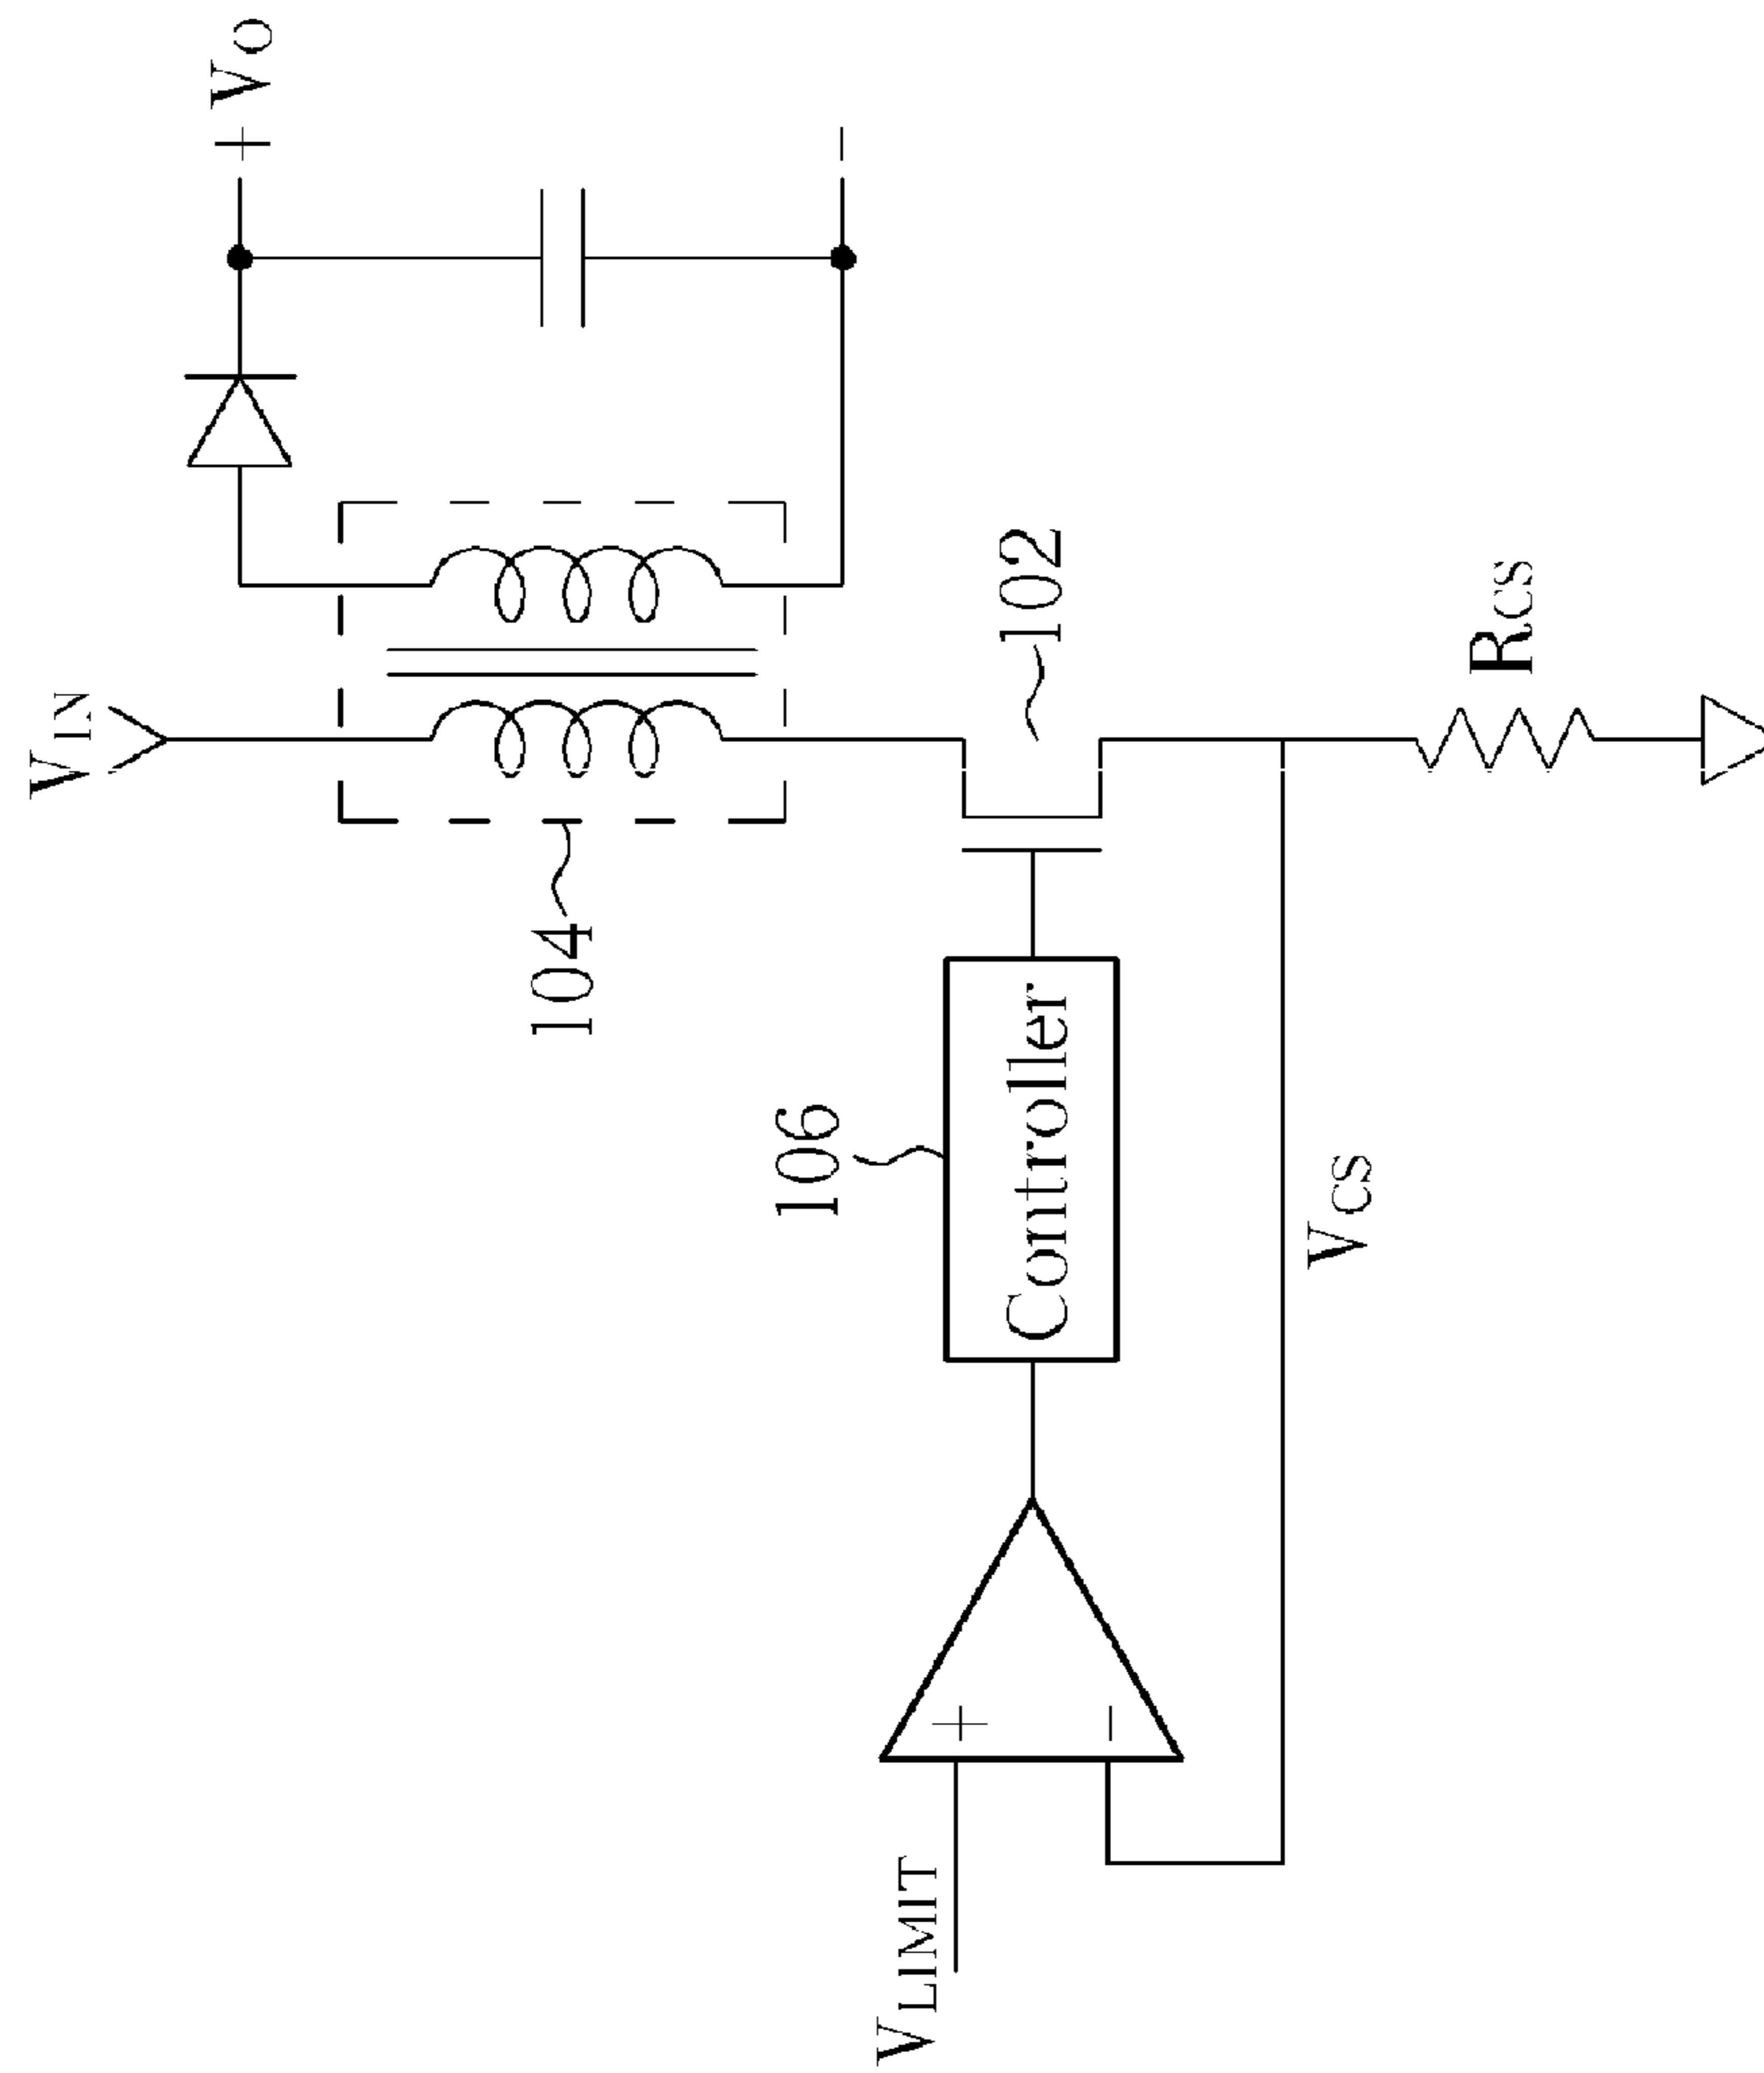 VIN
+
VO
-
104
102
106
Controller
RCS
VCS
+
-
VLIMIT